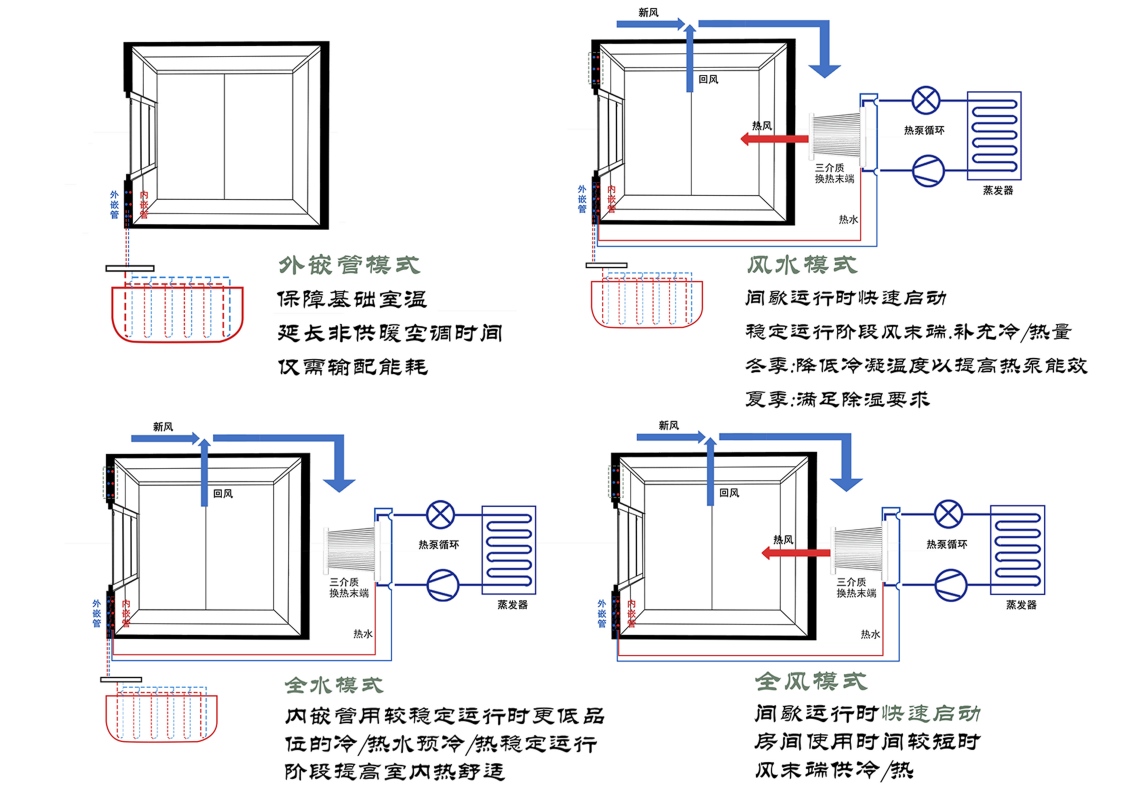 外嵌管
内嵌管
外嵌管模式
保障基础室温
延长非供暖空调时间
仅需输配能耗
新风
回风
热风
热泵循环
三介质
换热末端
蒸发器
外嵌管
内嵌管
热水
风水模式
间歇运行时快速启动
稳定运行阶段风末端.补充冷/热量
冬季:降低冷凝温度以提高热泵能效
夏季:满足除湿要求
新风
回风
热泵循环
三介质
换热末端
蒸发器
外嵌管
内嵌管
热水
全水模式
内嵌管用较稳定运行时更低品
位的冷/热水预冷/热稳定运行
阶段提高室内热舒适
新风
回风
热风
热泵循环
三介质
换热末端
蒸发器
外嵌管
内嵌管
热水
全风模式
间歇运行时快速启动
房间使用时间较短时
风末端供冷/热